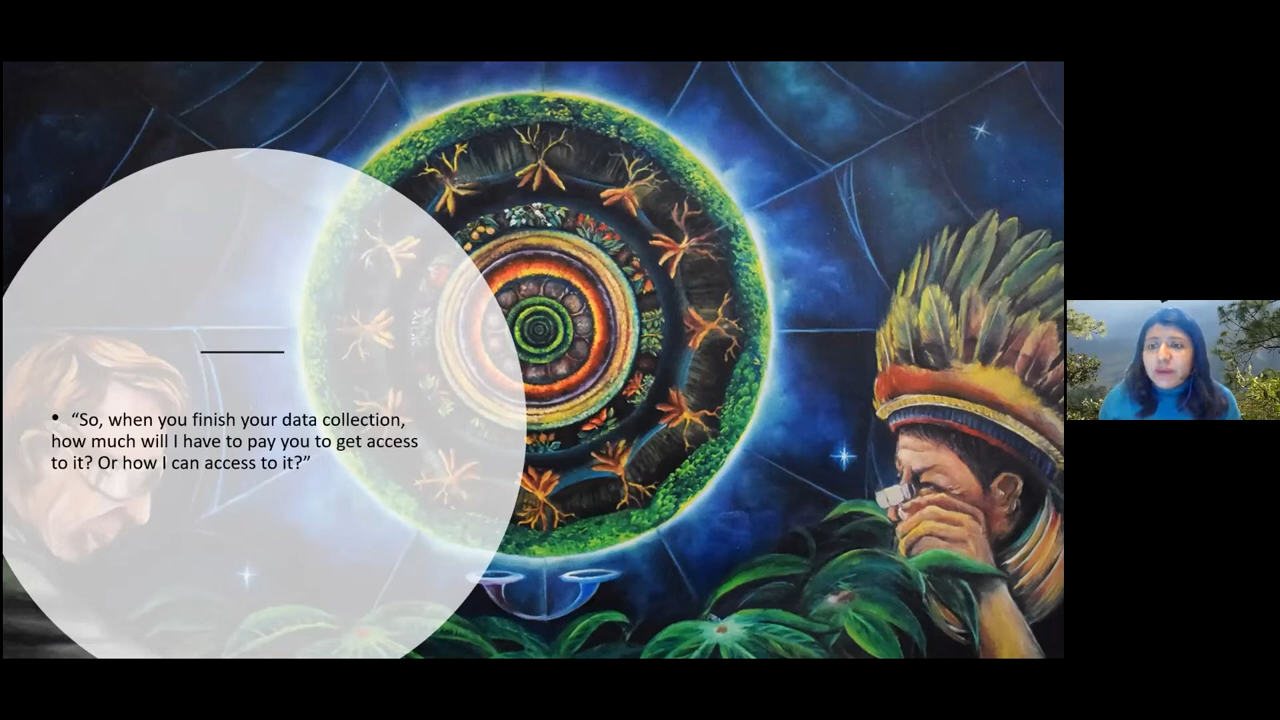 • “So, when you finish your data collection,
how much will I have to pay you to get access
to it? Or how I can access to it?”